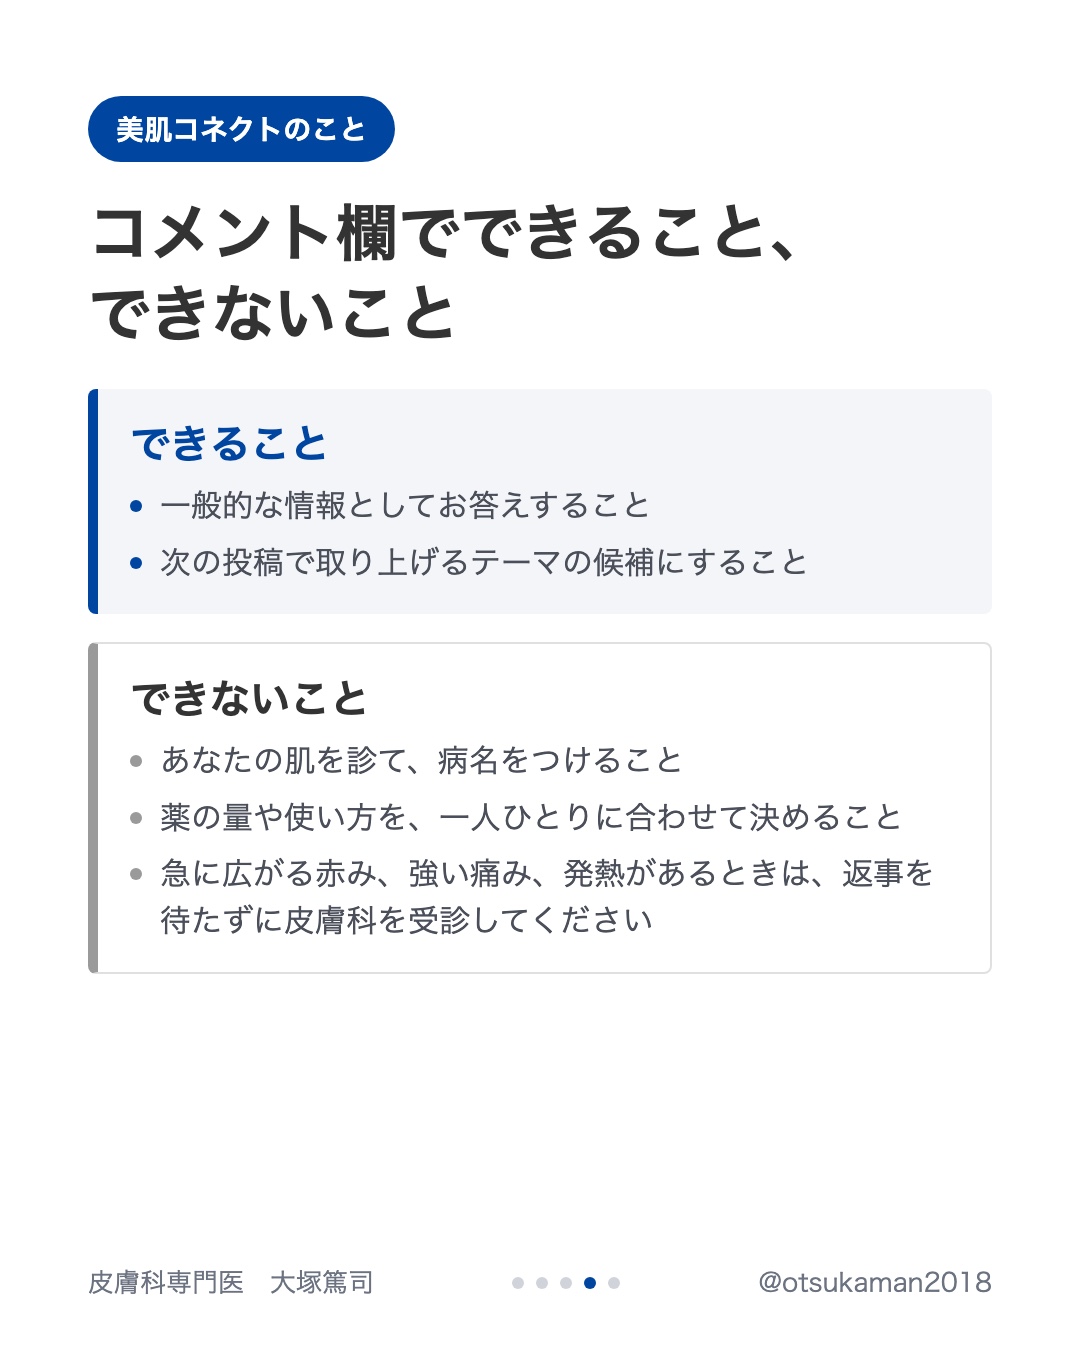 美肌コネクトのこと
コメント欄でできること、
できないこと
できること
一般的な情報としてお答えすること
次の投稿で取り上げるテーマの候補にすること
できないこと
あなたの肌を診て、病名をつけること
薬の量や使い方を、一人ひとりに合わせて決めること
急に広がる赤み、強い痛み、発熱があるときは、返事を
待たずに皮膚科を受診してください
皮膚科専門医　大塚篤司
@otsukaman2018